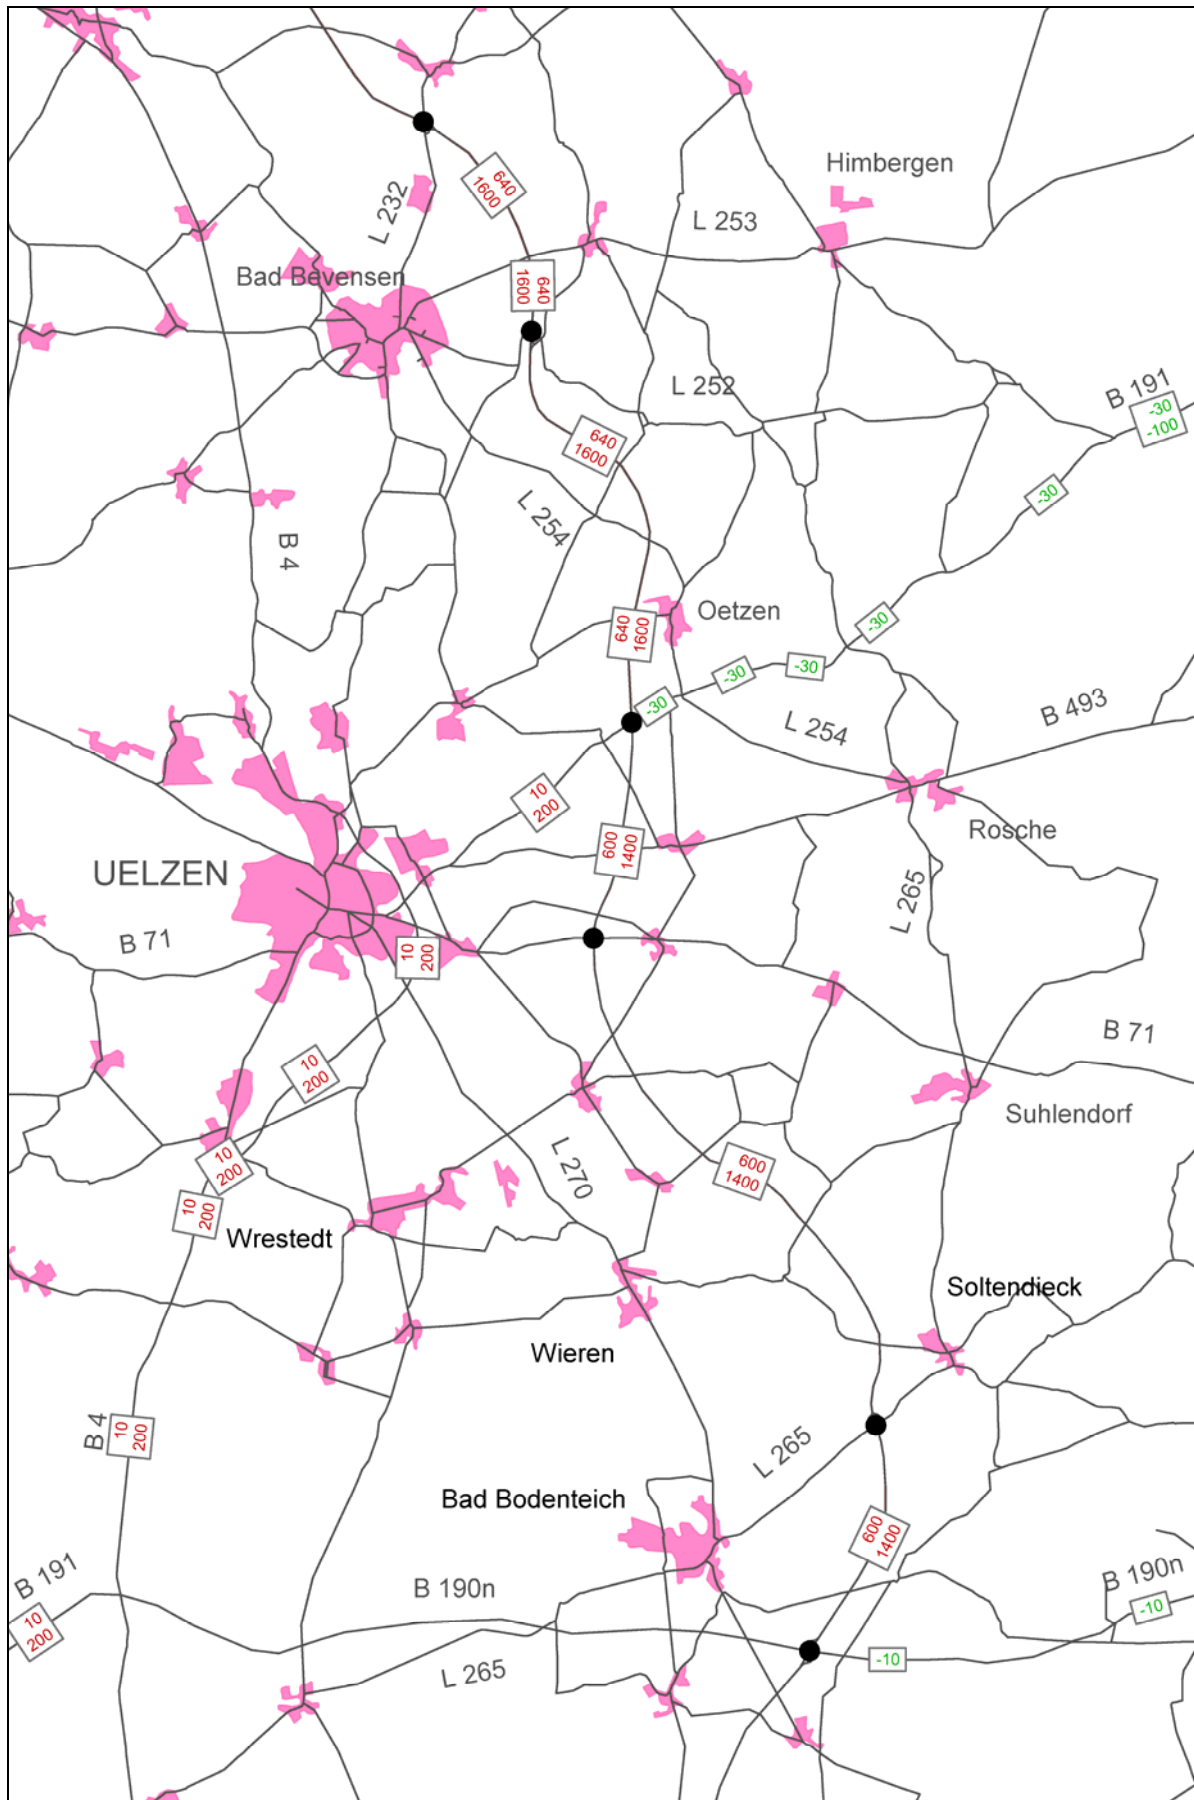 Himbergen
640
1600
L 232
L 253
Bad Bevensen
640
1600
L 252
B 191
-30
-100
640
1600
-30
L 254
B 4
Oetzen
640
1600
-30
-30
-30
-30
B 493
L 254
10
200
Rosche
600
1400
UELZEN
L 265
B 71
10
200
B 71
10
200
Suhlendorf
10
200
L 270
600
1400
10
200
Wrestedt
Soltendieck
Wieren
B 4
10
200
L 265
Bad Bodenteich
600
1400
B 191
B 190n
B 190n
-10
10
200
L 265
-10